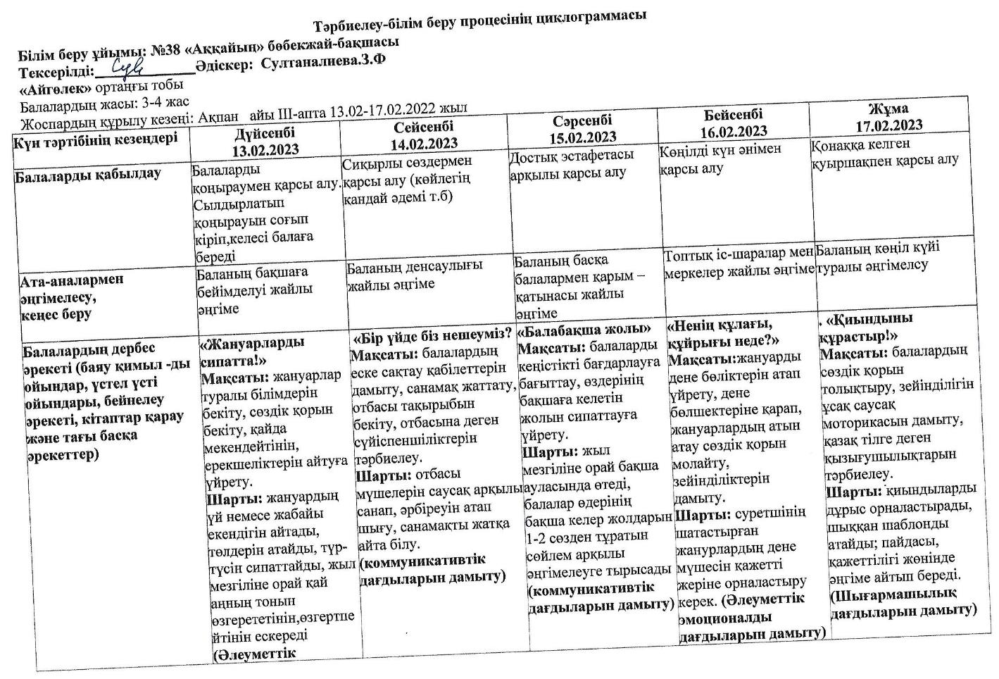 Тәрбиелеу-білім беру процесінің циклограммасы
Білім беру ұйымы: №38 «Аққайың» бөбекжай-бақшасы
Тексерілді: Әдіскер: Султаналиева.З.Ф
«Айгөлек» ортаңғы тобы
Балалардың жасы: 3-4 жас
Жоспардың құрылу кезеңі: Ақпан айы III-апта 13.02-17.02.2022 жыл
Күн тәртібінің кезеңдері
Дүйсенбі
13.02.2023
Сейсенбі
14.02.2023
Сәрсенбі
15.02.2023
Бейсенбі
16.02.2023
Жұма
17.02.2023
Балаларды қабылдау
Балаларды
қоңыраумен қарсы алу.
Сылдырлатып
қоңырауын соғып
кіріп,келесі балаға
береді
Сиқырлы сөздермен
қарсы алу (көйлегің
қандай әдемі т.б)
Достық эстафетасы
арқылы қарсы алу
Көңілді күн әнімен
қарсы алу
Қонаққа келген
қуыршақпен қарсы алу
Ата-аналармен
әңгімелесу,
кеңес беру
Баланың бақшаға
бейімделуі жайлы
әңгіме
Баланың денсаулығы
жайлы әңгіме
Баланың басқа
балалармен қарым –
қатынасы жайлы
әңгіме
Топтық іс-шаралар мен
меркелер жайлы әңгіме
Баланың көңіл күйі
туралы әңгімелсу
Балалардың дербес
әрекеті (баяу қимыл -ды
ойындар, үстел үсті
ойындары, бейнелеу
әрекеті, кітаптар қарау
және тағы басқа
әрекеттер)
«Жануарларды
сипатта!»
Мақсаты: жануарлар
туралы білімдерін
бекіту, сөздік қорын
бекіту, қайда
мекендейтінін,
ерекшеліктерін айтуға
үйрету.
Шарты: жануардың
үй немесе жабайы
екендігін айтады,
төлдерін атайды, түр-
түсін сипаттайды, жыл
мезгіліне орай қай
аңның тонын
өзгерететінін,өзгертпе
йтінін ескереді
(Әлеуметтік
«Бір үйде біз нешеуміз?
Мақсаты: балалардың
еске сақтау қабілеттерін
дамыту, санамақ жаттату,
отбасы тақырыбын
бекіту, отбасына деген
сүйіспеншіліктерін
тәрбиелеу.
Шарты: отбасы
мүшелерін саусақ арқылы
санап, әрбіреуін атап
шығу, санамақты жатқа
айта білу.
(коммуникативтік
дағдыларын дамыту)
«Балабақша жолы»
Мақсаты: балаларды
кеңістікті бағдарлауға
бағыттау, өздерінің
бақшаға келетін
жолын сипаттауға
үйрету.
Шарты: жыл
мезгіліне орай бақша
ауласында өтеді,
балалар өдерінің
бақша келер жолдарын
1-2 сөзден тұратын
сөйлем арқылы
әңгімелеуге тырысады
(коммуникативтік
дағдыларын дамыту)
«Ненің құлағы,
құйрығы неде?»
Мақсаты:жануарды
дене бөліктерін атап
үйрету, дене
бөлшектеріне қарап,
жануарлардың атын
атау сөздік қорын
молайту,
зейінділіктерін
дамыту.
Шарты: суретшінің
шатастырған
жанурлардың дене
мүшесін қажетті
жеріне орналастыру
керек. (Әлеуметтік
эмоционалды
дағдыларын дамыту)
. «Қиындыны
құрастыр!»
Мақсаты: балалардың
сөздік қорын
толықтыру, зейінділігін
ұсақ саусақ
моторикасын дамыту,
қазақ тілге деген
қызығушылықтарын
тәрбиелеу.
Шарты: қиындыларды
дұрыс орналастырады,
шыққан шаблонды
атайды; пайдасы,
қажеттілігі жөнінде
әңгіме айтып береді.
(Шығармашылық
дағдыларын дамыту)